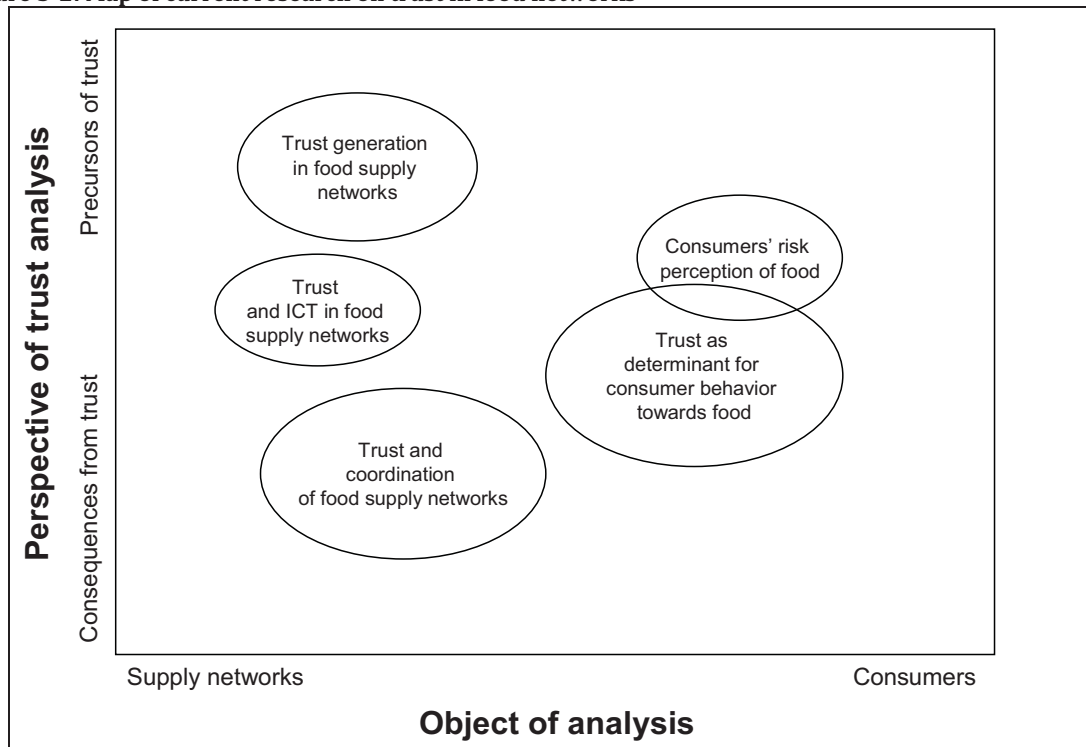 Perspective of trust analysis
Precursors of trust
Consequences from trust
Trust generation
in food supply
networks
Trust
and ICT in food
supply networks
Trust and
coordination
of food supply networks
Consumers' risk
perception of food
Trust as
determinant for
consumer behavior
towards food
Supply networks
Consumers
Object of analysis